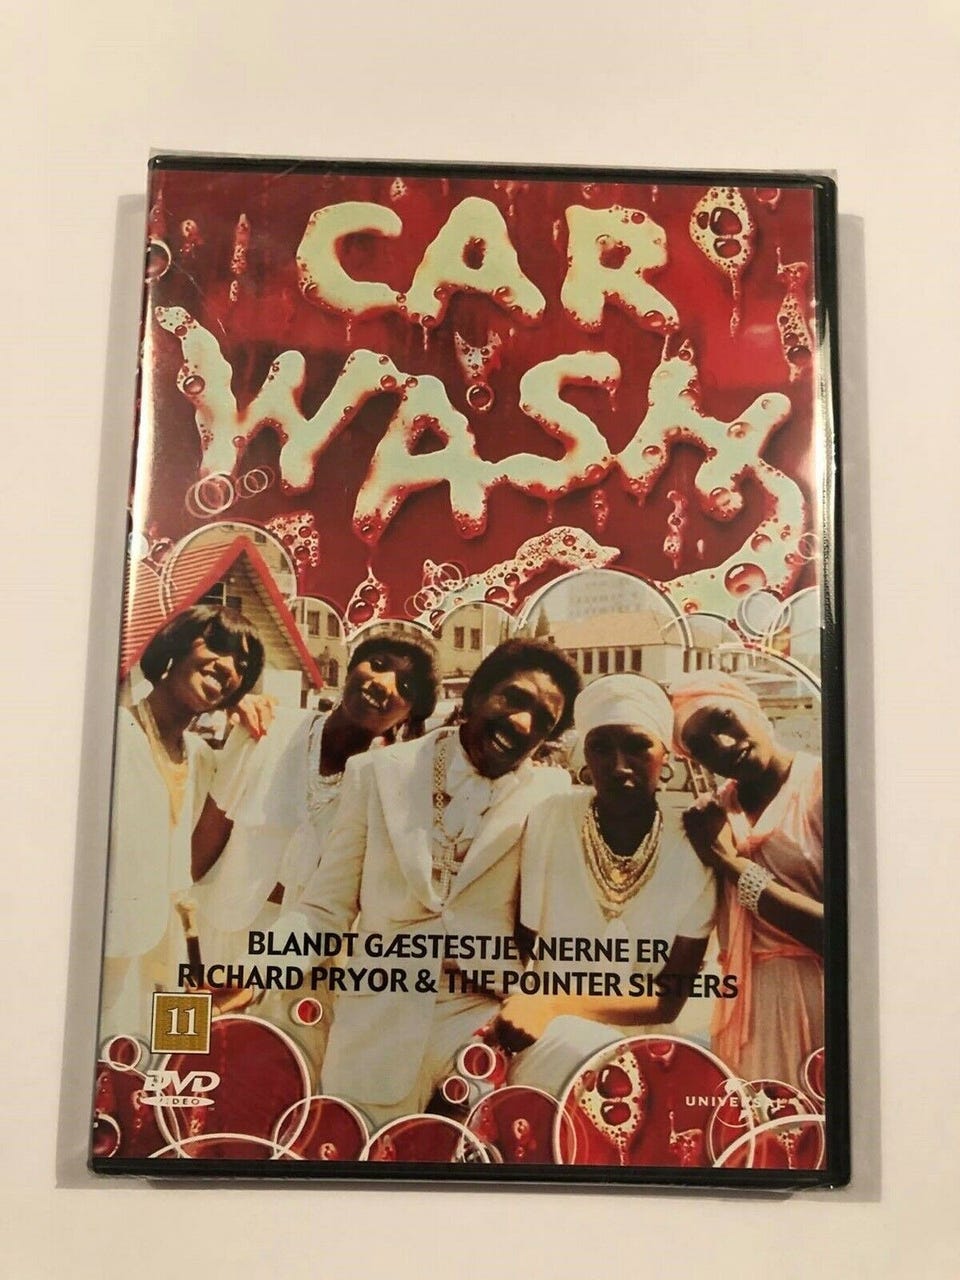 CAR
WASH
BLANDT GÆSTESTJERNERNE ER
RICHARD PRYOR & THE POINTER SISTERS
11
DVD
VIDEO
UNIVERSAL